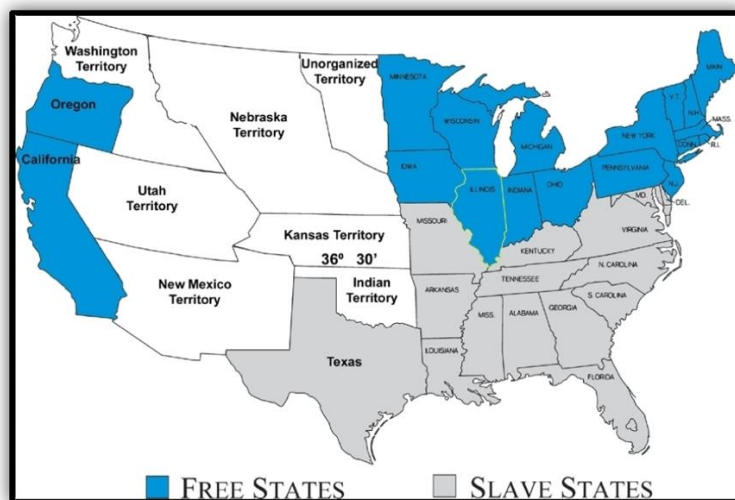 Washington
Territory
Oregon
California
Unorganized
Territory
Nebraska
Territory
Utah
Territory
Kansas Territory
36º 30'
New Mexico
Territory
Indian
Territory
Texas
MINNESOTA
WISCONSIN
MICHIGAN
IOWA
ILLINOIS
INDIANA
OHIO
MAIN
V.T.
N.H.
MASS.
NEW YORK
CONN.
R.I.
PENNSYLVANIA
N.J.
MD.
DEL.
MISSOURI
KENTUCKY
VIRGINIA
TENNESSEE
N. CAROLINA
S. CAROLINA
ARKANSAS
MISS.
ALABAMA
GEORGIA
LOUISIANA
FLORIDA
FREE STATES
SLAVE STATES